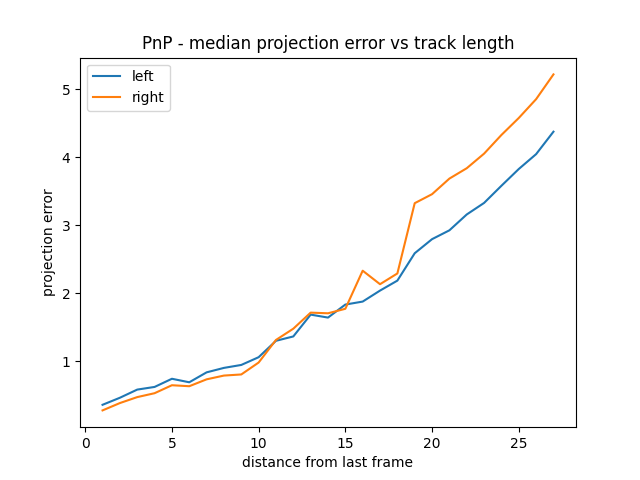 PnP - median projection error vs track length
left
right
projection error
5
4
3
2
1
0
5
10
15
20
25
distance from last frame